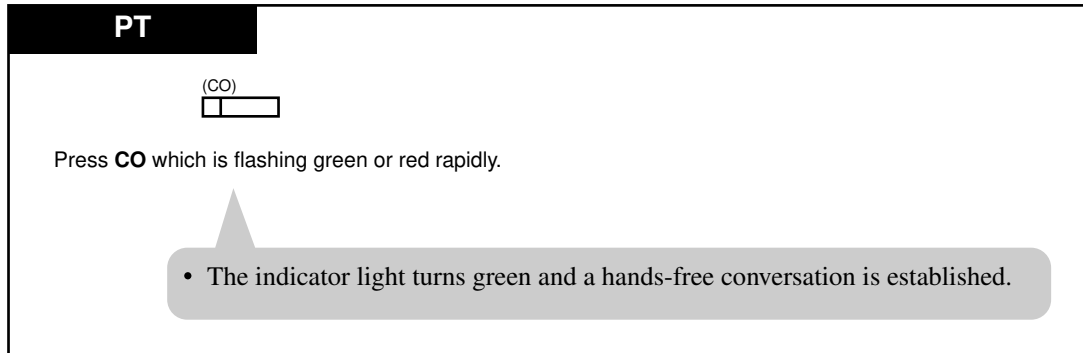 PT
(CO)
Press CO which is flashing green or red rapidly.
• The indicator light turns green and a hands-free conversation is established.